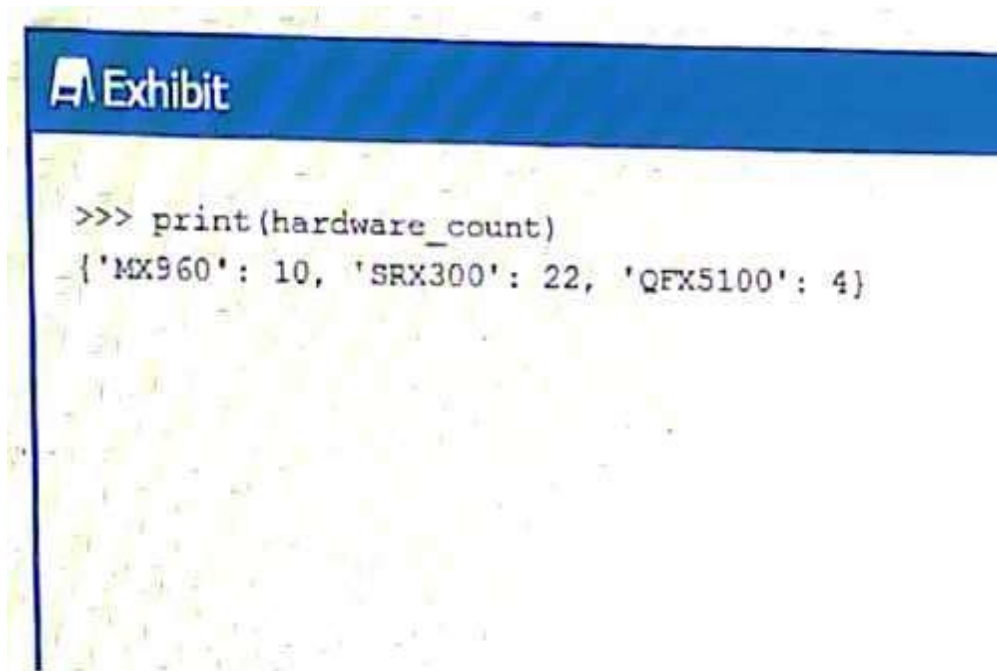 Exhibit
>>> print(hardware_count)
{'MX960': 10, 'SRX300': 22, 'QFX5100': 4}